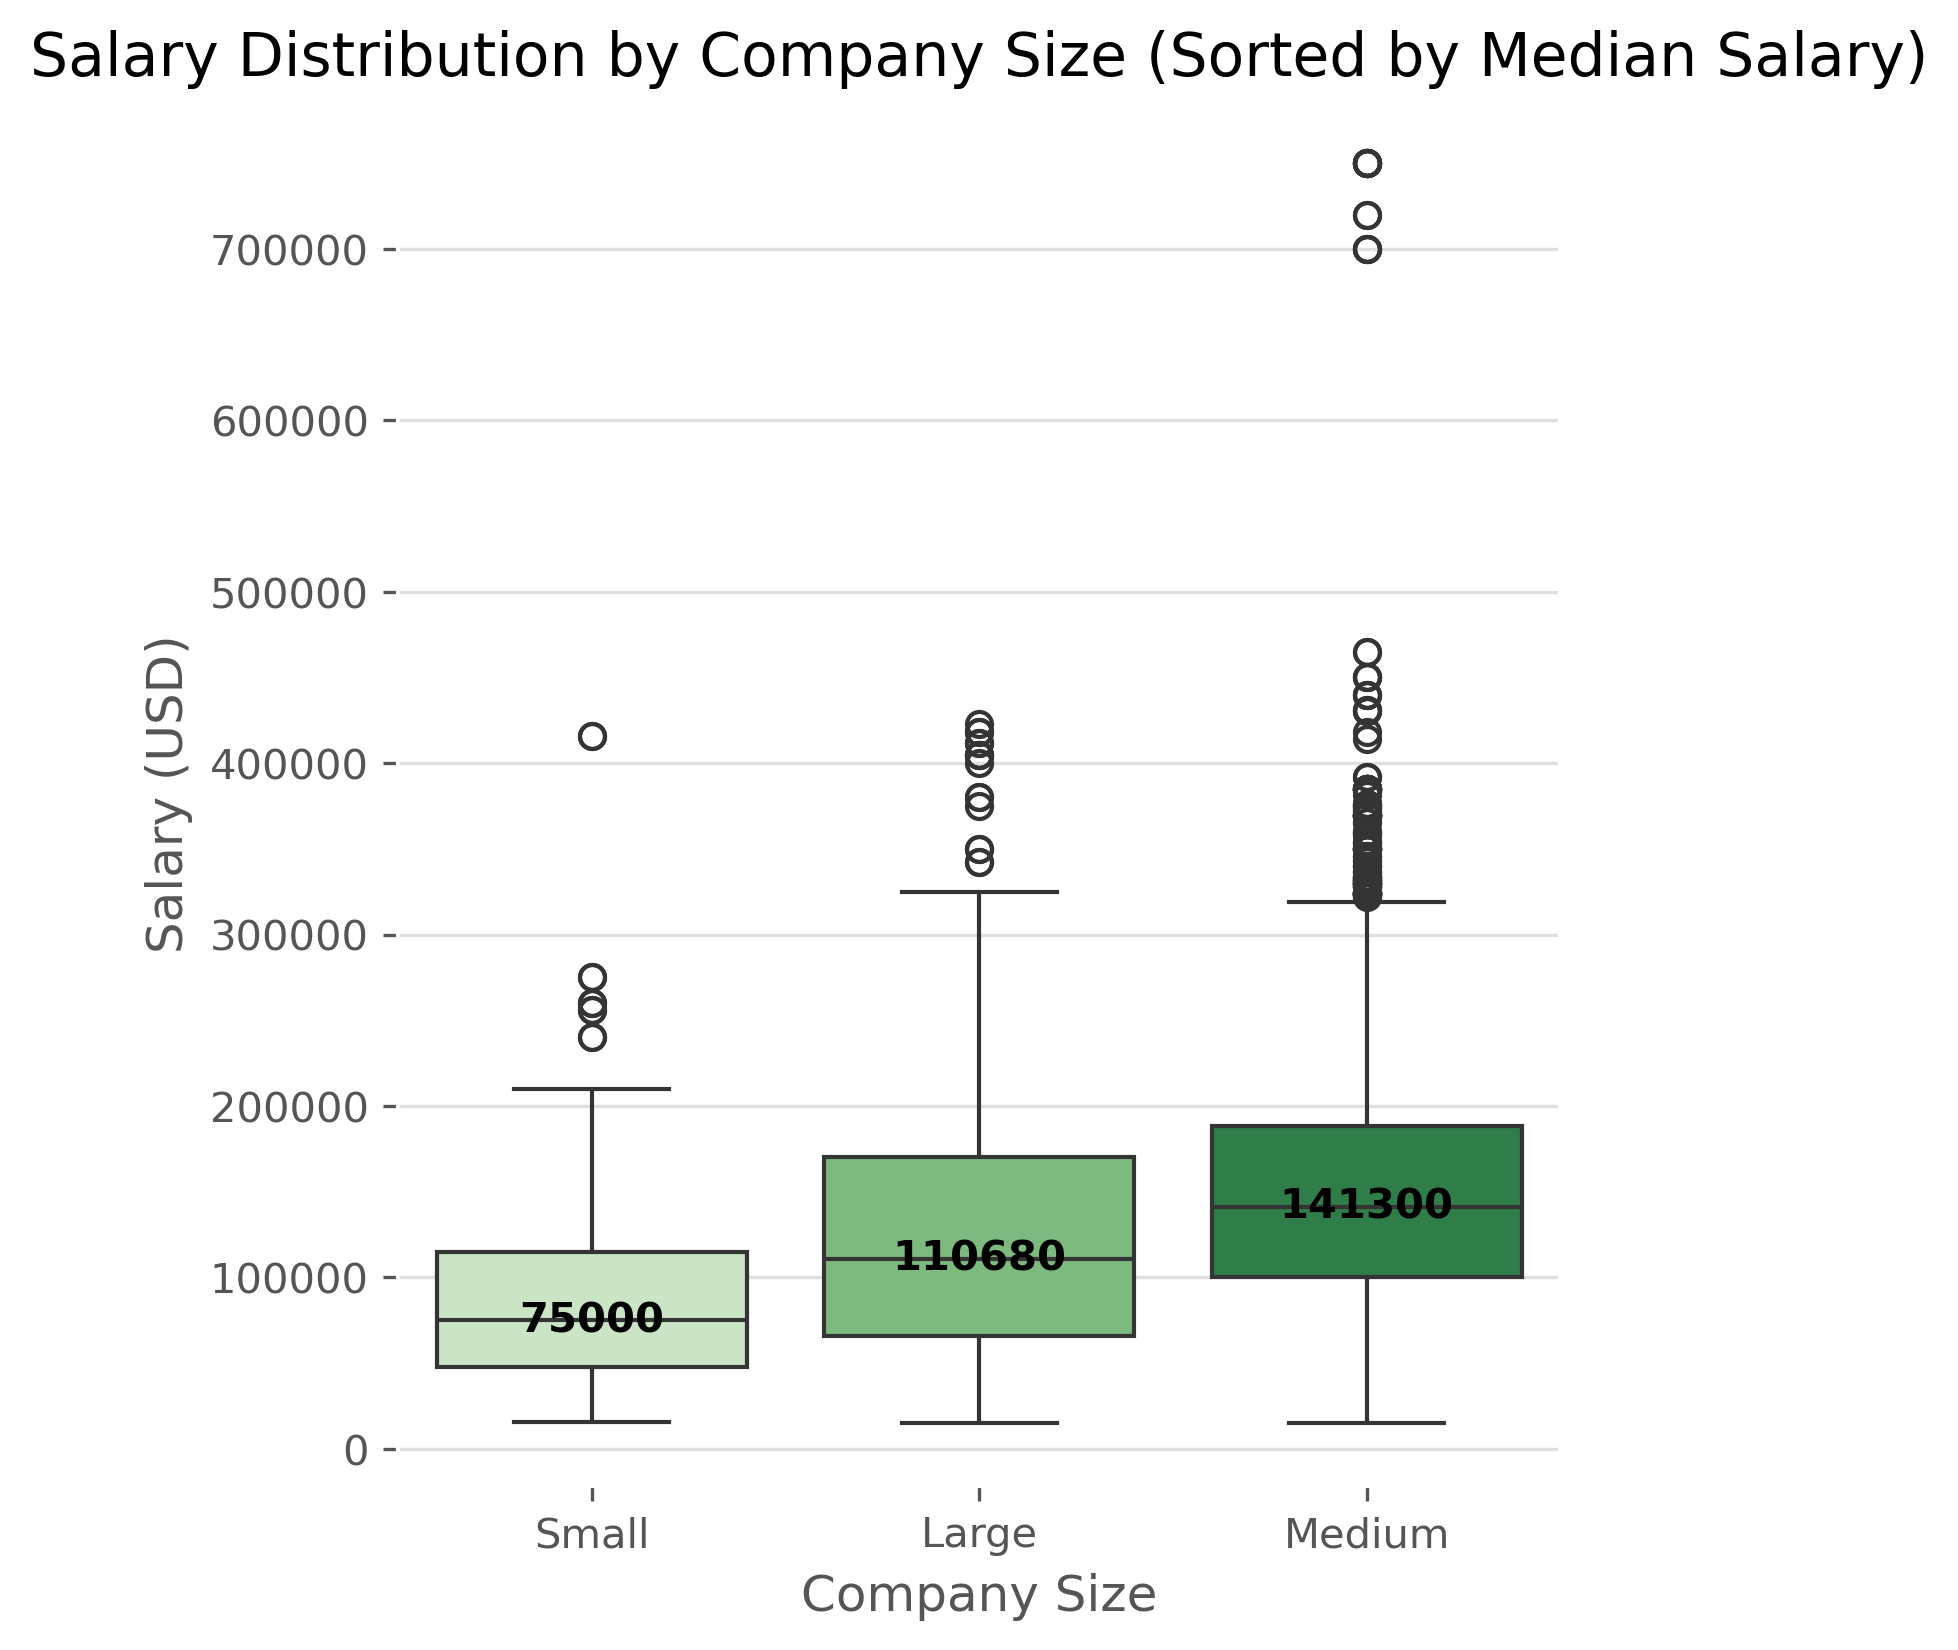 Salary Distribution by Company Size (Sorted by Median Salary)
700000
600000
500000
400000
300000
200000
100000
0
Salary (USD)
75000
110680
141300
Small
Large
Medium
Company Size